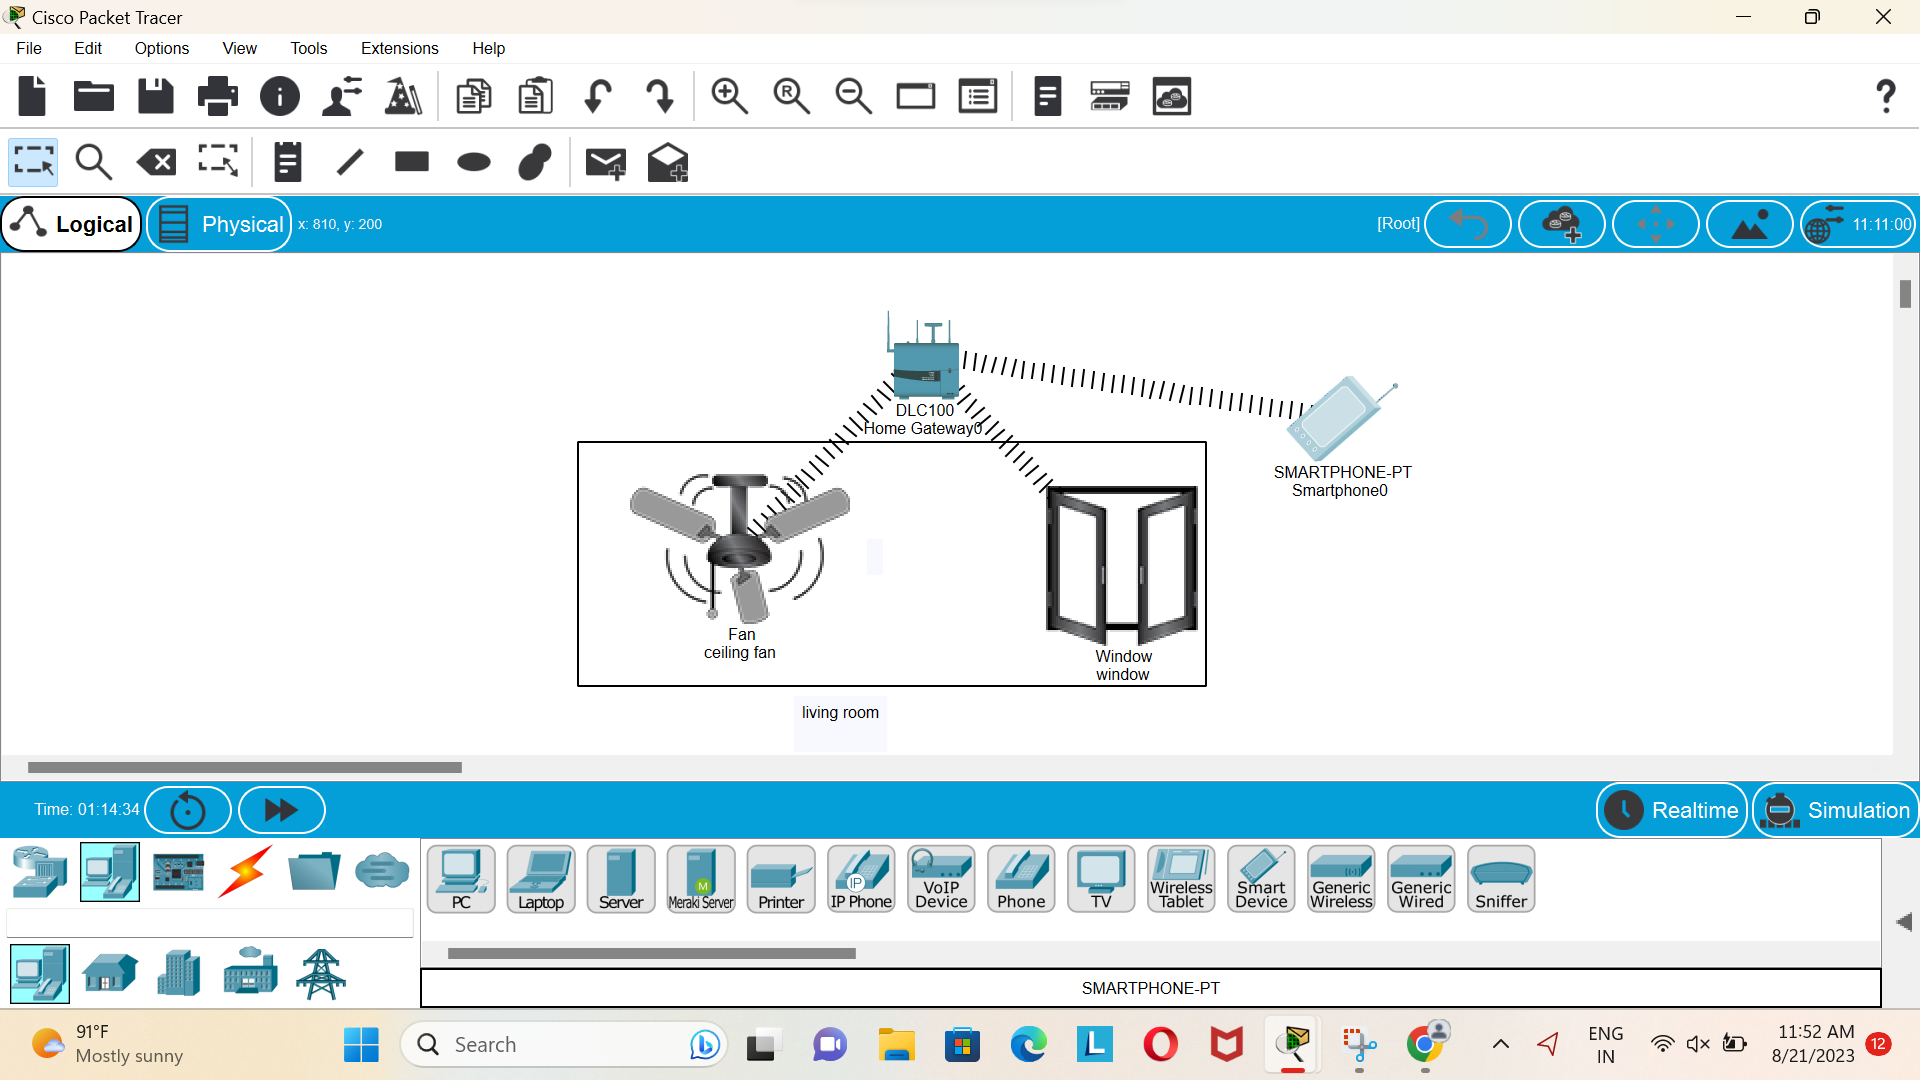 Cisco Packet Tracer
File Edit Options View Tools Extensions Help
R
Logical Physical x: 810, y: 200 [Root] 11:11:00
DLC100
Home Gateway0
SMARTPHONE-PT
Smartphone0
Fan
ceiling fan
Window
window
living room
Time: 01:14:34 Realtime Simulation
PC Laptop Server Meraki Server Printer IP Phone VoIP Device Phone TV Wireless Tablet Smart Device Generic Wireless Generic Wired Sniffer
M
IP
SMARTPHONE-PT
91°F
Mostly sunny
Search
L
ENG
IN
11:52 AM
8/21/2023
12